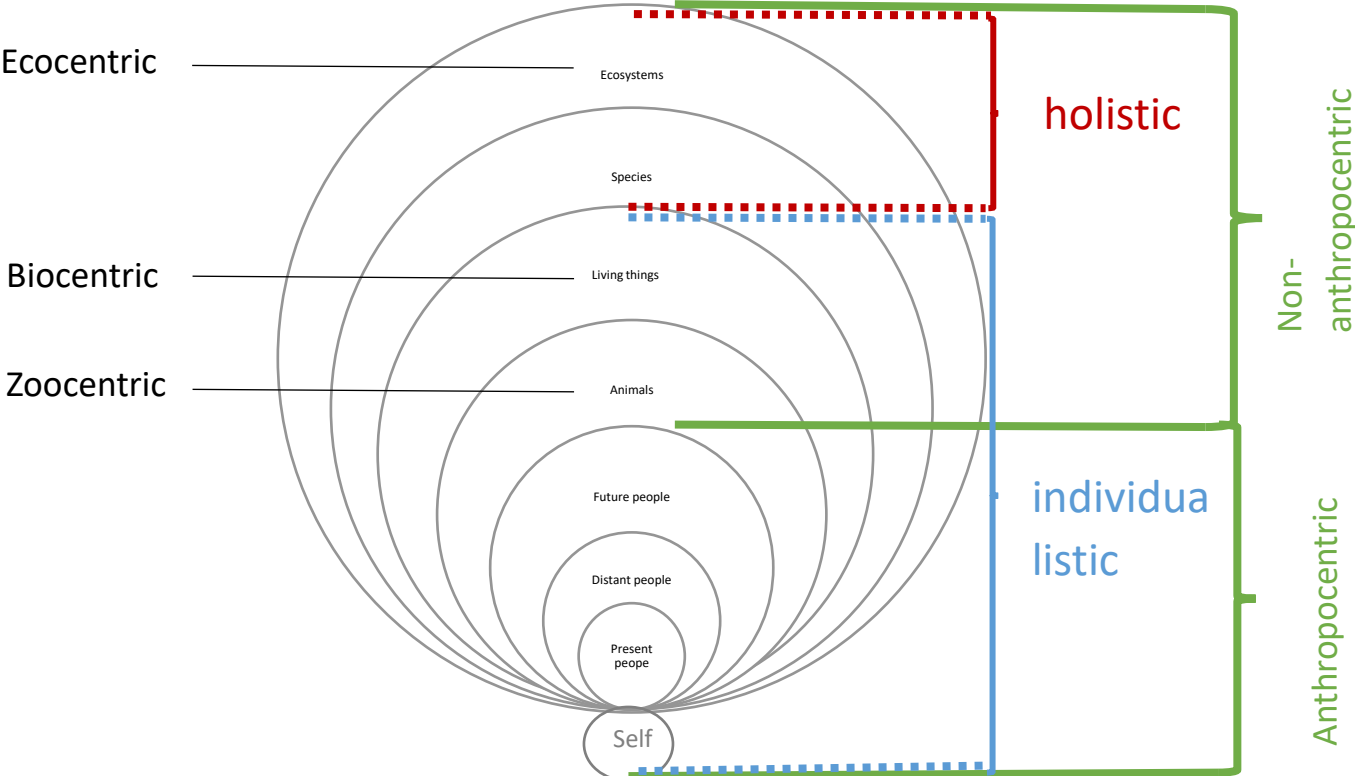 Ecocentric
Ecosystems
holistic
Species
Non-
anthropocentric
Biocentric
Living things
Zoocentric
Animals
Future people
individua
listic
Distant people
Anthropocentric
Present
peope
Self